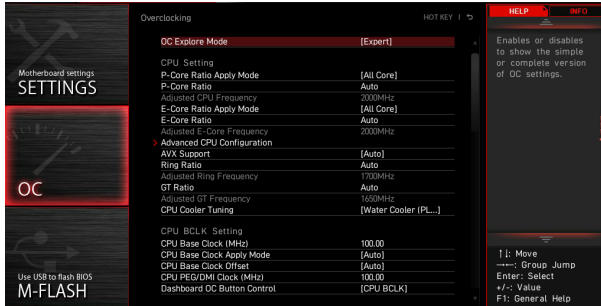 Overclocking
HOT KEY |
HELP
INFO
Motherboard settings
SETTINGS
OC
Use USB to flash BIOS
M-FLASH
OC Explore Mode [Expert]
CPU Setting
P-Core Ratio Apply Mode [All Core]
P-Core Ratio Auto
Adjusted CPU Frequency 2000MHz
E-Core Ratio Apply Mode [All Core]
E-Core Ratio Auto
Adjusted E-Core Frequency 2000MHz
Advanced CPU Configuration
AVX Support [Auto]
Ring Ratio Auto
Adjusted Ring Frequency 1700MHz
GT Ratio Auto
Adjusted GT Frequency 1650MHz
CPU Cooler Tuning [Water Cooler (PL...]
CPU BCLK Setting
CPU Base Clock (MHz) 100.00
CPU Base Clock Apply Mode [Auto]
CPU Base Clock Offset [Auto]
CPU PEG/DMI Clock (MHz) 100.00
Dashboard OC Button Control [CPU BCLK]
Enables or disables
to show the simple
or complete version
of OC settings.
↑↓: Move
→←: Group Jump
Enter: Select
+/-: Value
F1: General Help